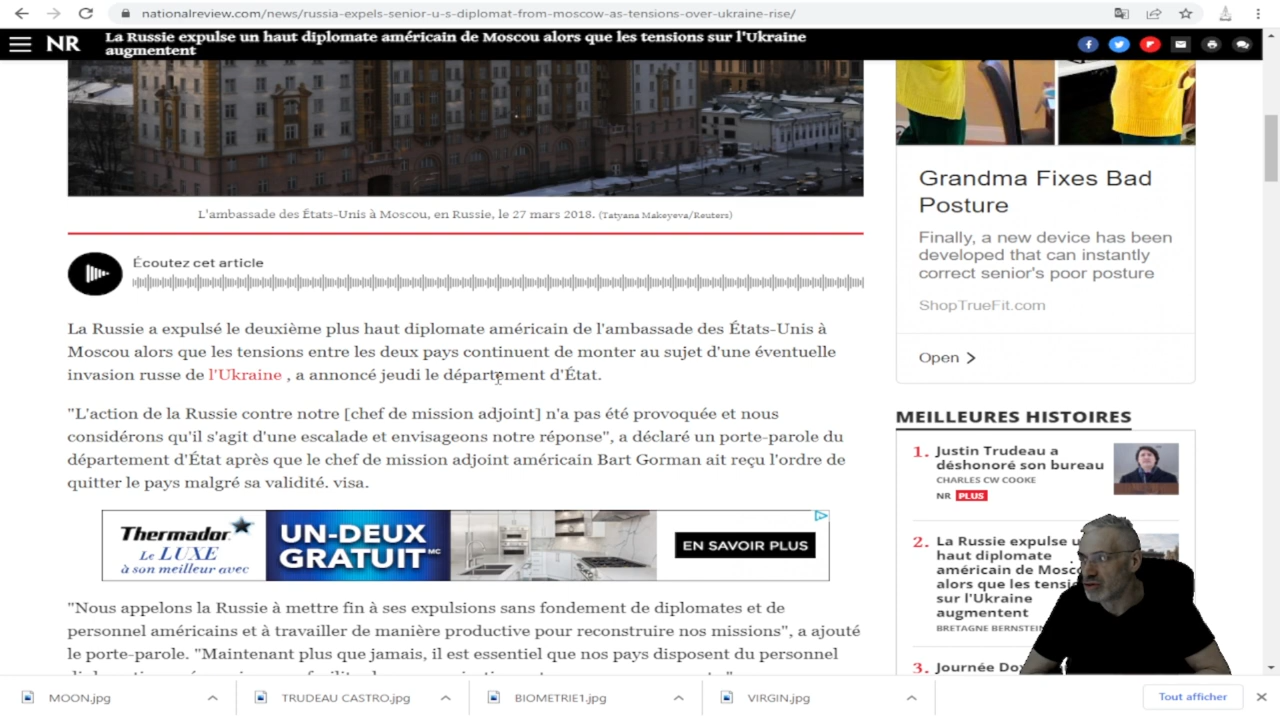 nationalreview.com/news/russia-expels-senior-u-s-diplomat-from-moscow-as-tensions-over-ukraine-rise/
NR
La Russie expulse un haut diplomate américain de Moscou alors que les tensions sur l'Ukraine
augmentent
L'ambassade des États-Unis à Moscou, en Russie, le 27 mars 2018. (Tatyana Makeyeva/Reuters)
Écoutez cet article
La Russie a expulsé le deuxième plus haut diplomate américain de l'ambassade des États-Unis à
Moscou alors que les tensions entre les deux pays continuent de monter au sujet d'une éventuelle
invasion russe de l'Ukraine , a annoncé jeudi le département d'État.
"L'action de la Russie contre notre [chef de mission adjoint] n'a pas été provoquée et nous
considérons qu'il s'agit d'une escalade et envisageons notre réponse", a déclaré un porte-parole du
département d'État après que le chef de mission adjoint américain Bart Gorman ait reçu l'ordre de
quitter le pays malgré sa validité. visa.
Thermador
Le LUXE
à son meilleur avec
UN-DEUX
GRATUIT MC
EN SAVOIR PLUS
"Nous appelons la Russie à mettre fin à ses expulsions sans fondement de diplomates et de
personnel américains et à travailler de manière productive pour reconstruire nos missions", a ajouté
le porte-parole. "Maintenant plus que jamais, il est essentiel que nos pays disposent du personnel
Grandma Fixes Bad
Posture
Finally, a new device has been
developed that can instantly
correct senior's poor posture
ShopTrueFit.com
Open
MEILLEURES HISTOIRES
1. Justin Trudeau a
déshonoré son bureau
CHARLES CW COOKE
NR PLUS
2. La Russie expulse
haut diplomate
américain de
alors que les
sur l'Ukraine
augmentent
BRETAGNE
3. Journée
MOON.jpg
TRUDEAU CASTRO.jpg
BIOMETRIE1.jpg
VIRGIN.jpg
Tout afficher